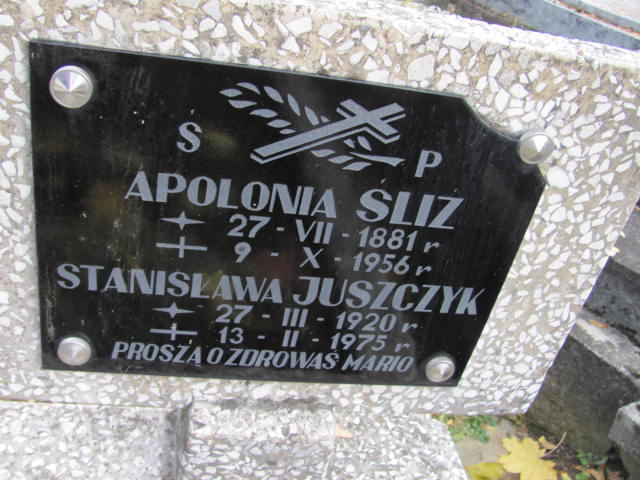 Ś P
APOLONIA ŚLIZ
27-VII-1881 r
9-X-1956 r
STANISŁAWA JUSZCZYK
27-III-1920 r
13-II-1975 r
PROSZĄ O ZDROWAŚ MARIO